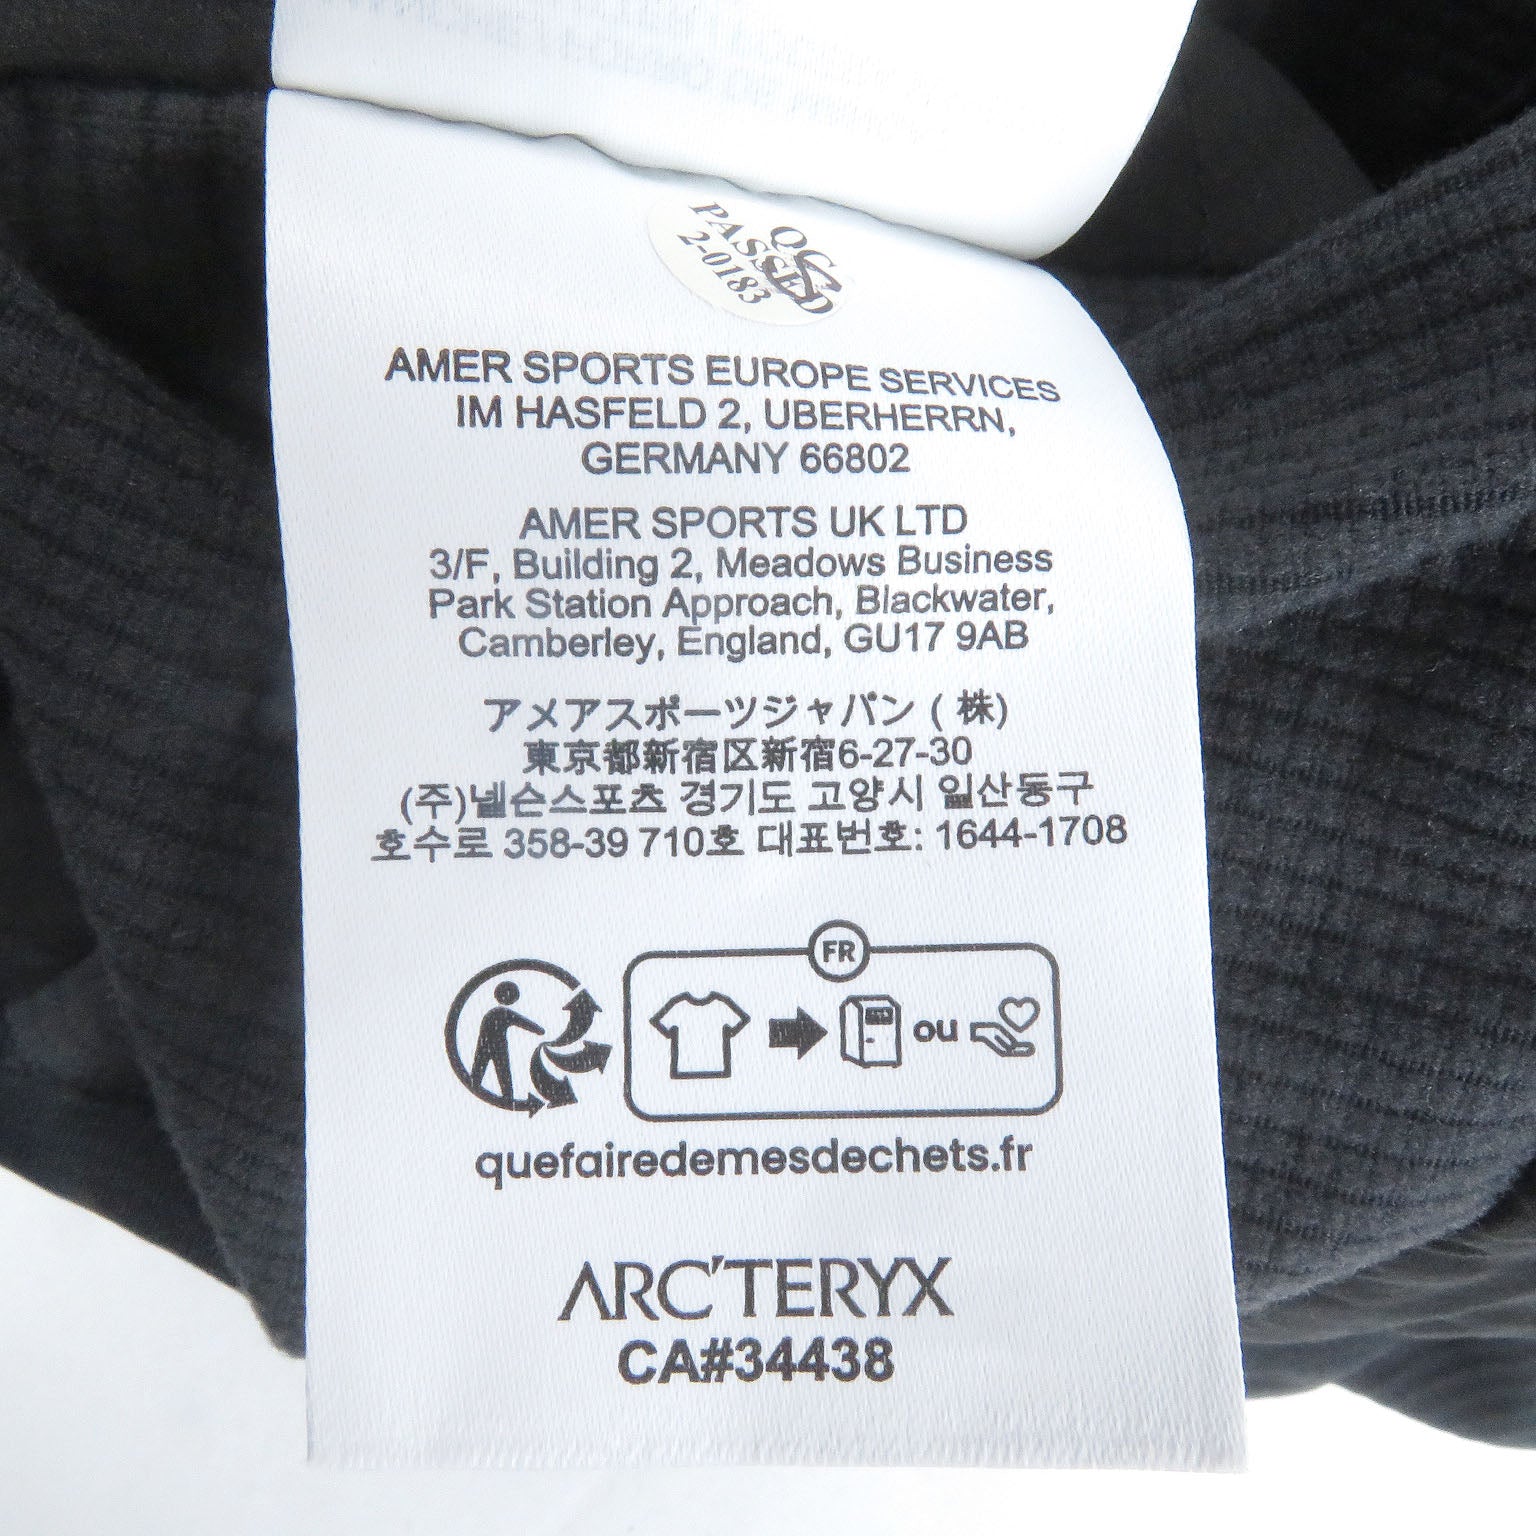 QC
PASSED
2-0183
AMER SPORTS EUROPE SERVICES
IM HASFELD 2, UBERHERRN,
GERMANY 66802
AMER SPORTS UK LTD
3/F, Building 2, Meadows Business
Park Station Approach, Blackwater,
Camberley, England, GU17 9AB
アメアスポーツジャパン ( 株)
東京都新宿区新宿6-27-30
(주)넬슨스포츠 경기도 고양시 일산동구
호수로 358-39 710호 대표번호: 1644-1708
FR
ou
quefairedemesdechets.fr
ARC'TERYX
CA#34438